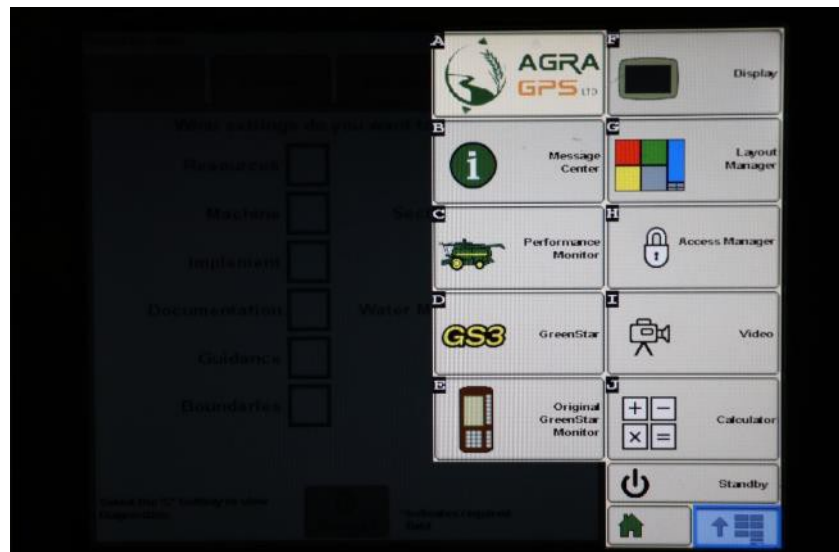 A
AGRA
GPS LTD
B
Message
Center
C
Performance
Monitor
D
GS3
GreenStar
E
Original
GreenStar
Monitor
F
Display
G
Layout
Manager
H
Access Manager
I
Video
J
Calculator
Standby
What settings do you want
Resources
Machine
Implement
Documentation
Water M
Guidance
Boundaries